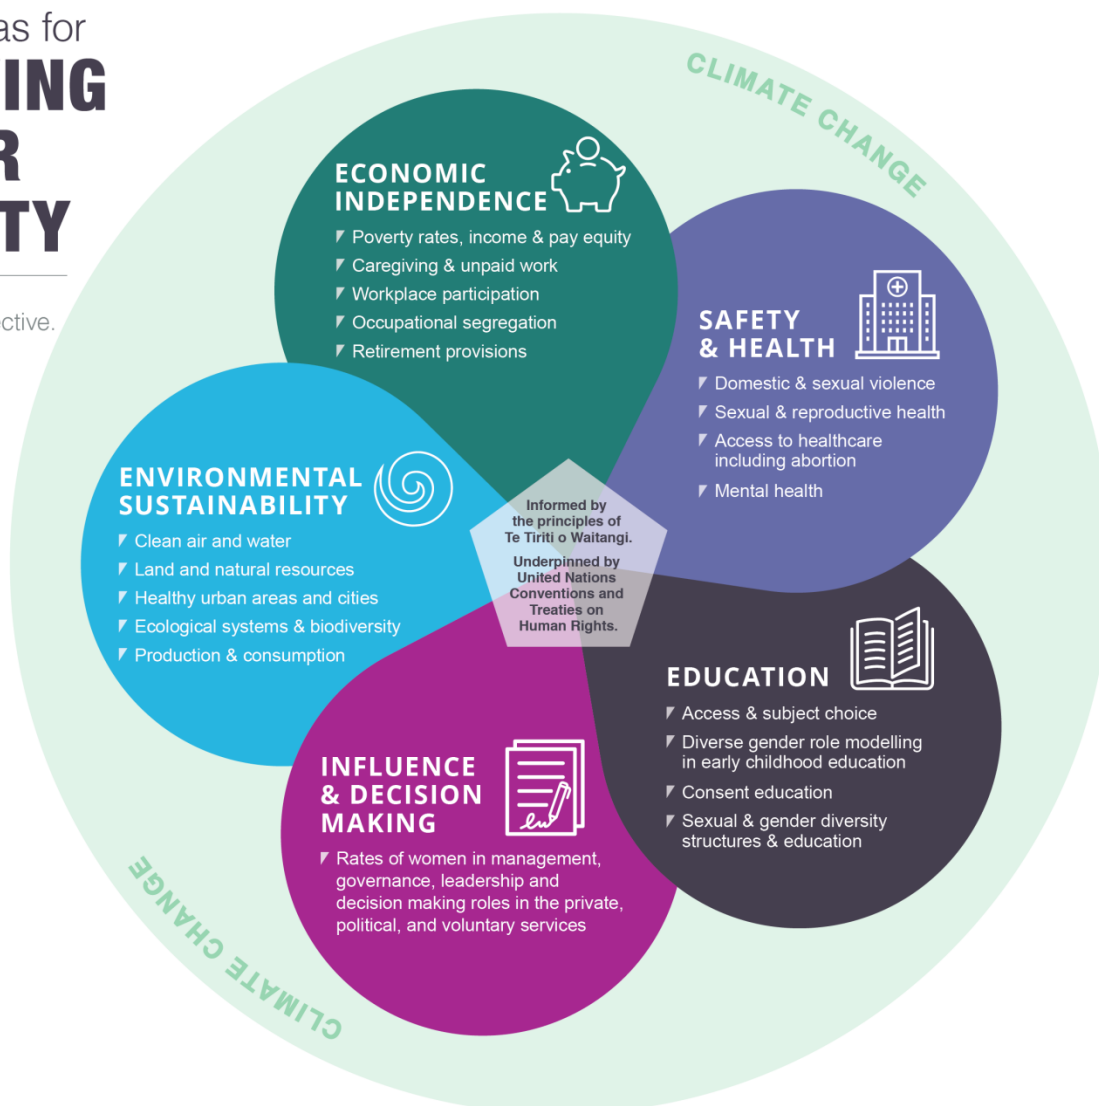 as for
ING
R
TY
ctive.
CLIMATE CHANGE
ECONOMIC
INDEPENDENCE
Poverty rates, income & pay equity
Caregiving & unpaid work
Workplace participation
Occupational segregation
Retirement provisions
SAFETY
& HEALTH
Domestic & sexual violence
Sexual & reproductive health
Access to healthcare
including abortion
Mental health
ENVIRONMENTAL
SUSTAINABILITY
Clean air and water
Land and natural resources
Healthy urban areas and cities
Ecological systems & biodiversity
Production & consumption
Informed by
the principles of
Te Tiriti o Waitangi.
Underpinned by
United Nations
Conventions and
Treaties on
Human Rights.
EDUCATION
Access & subject choice
Diverse gender role modelling
in early childhood education
Consent education
Sexual & gender diversity
structures & education
INFLUENCE
& DECISION
MAKING
Rates of women in management,
governance, leadership and
decision making roles in the private,
political, and voluntary services
CLIMATE CHANGE